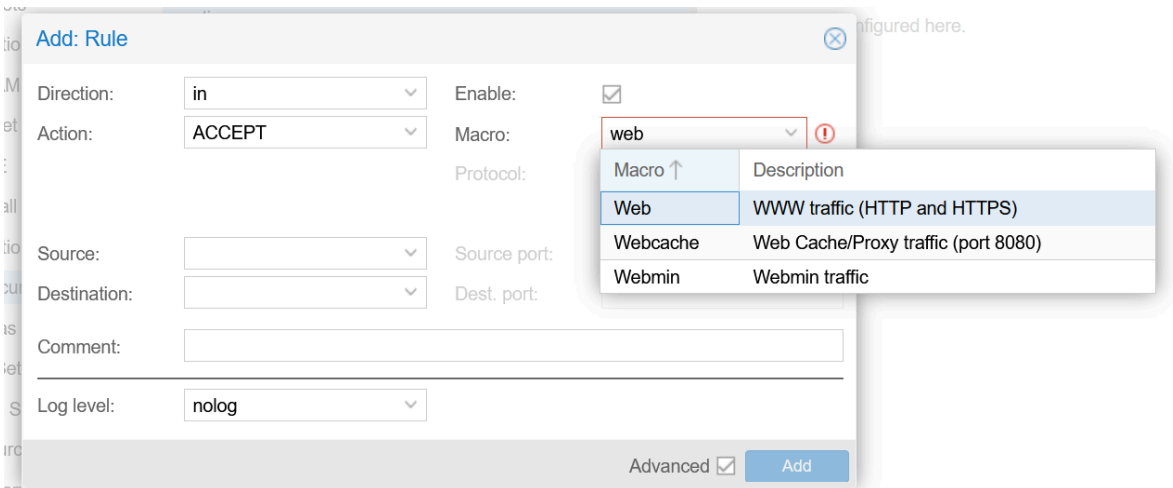 Add: Rule
Direction: in Enable:
Action: ACCEPT Macro: web
Protocol:
Macro Description
Web WWW traffic (HTTP and HTTPS)
Webcache Web Cache/Proxy traffic (port 8080)
Webmin Webmin traffic
Source: Source port:
Destination: Dest. port:
Comment:
Log level: nolog
Advanced Add
figured here.